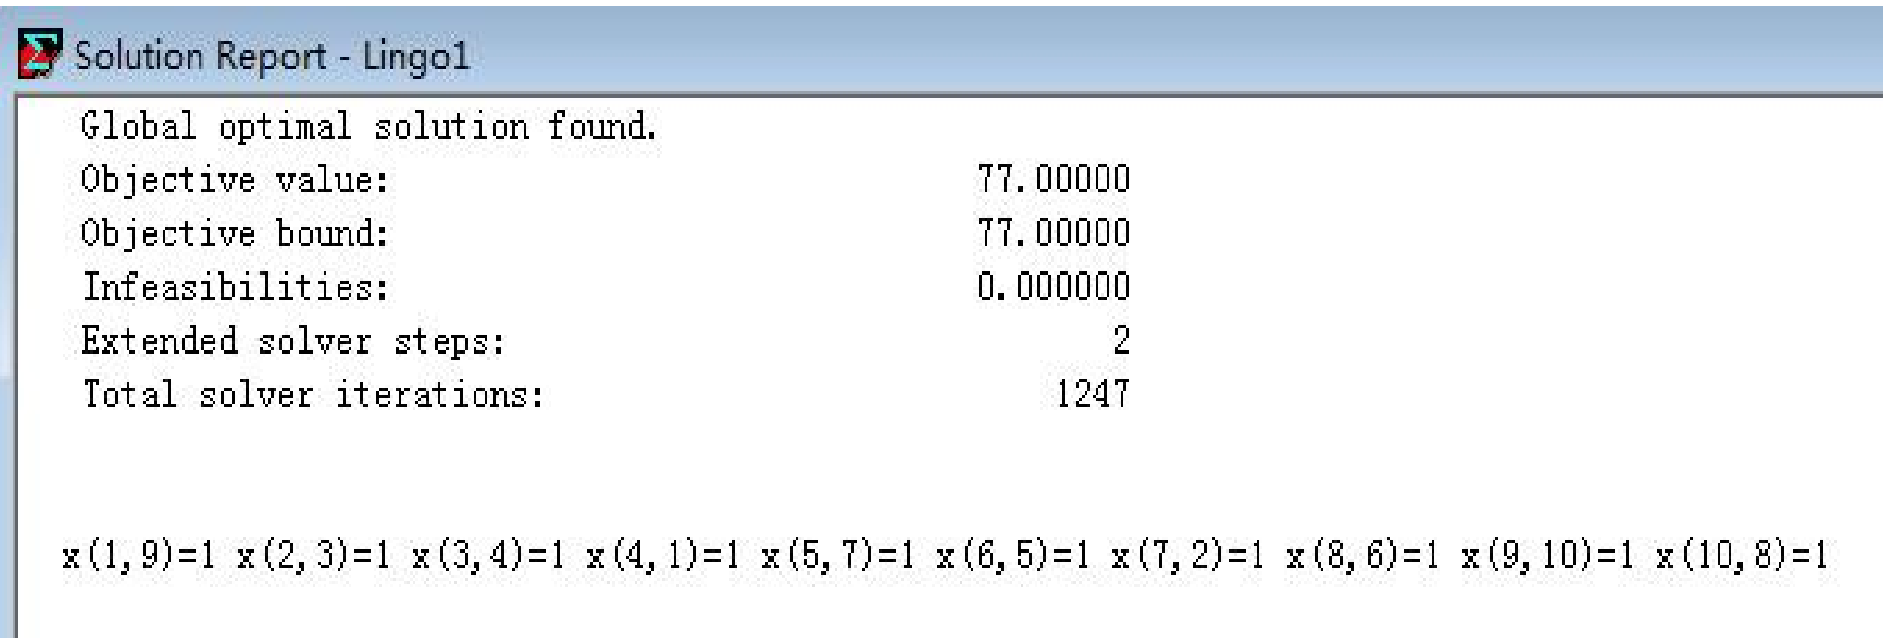 Solution Report - Lingo1
Global optimal solution found.
Objective value: 77.00000
Objective bound: 77.00000
Infeasibilities: 0.000000
Extended solver steps: 2
Total solver iterations: 1247
x(1,9)=1 x(2,3)=1 x(3,4)=1 x(4,1)=1 x(5,7)=1 x(6,5)=1 x(7,2)=1 x(8,6)=1 x(9,10)=1 x(10,8)=1